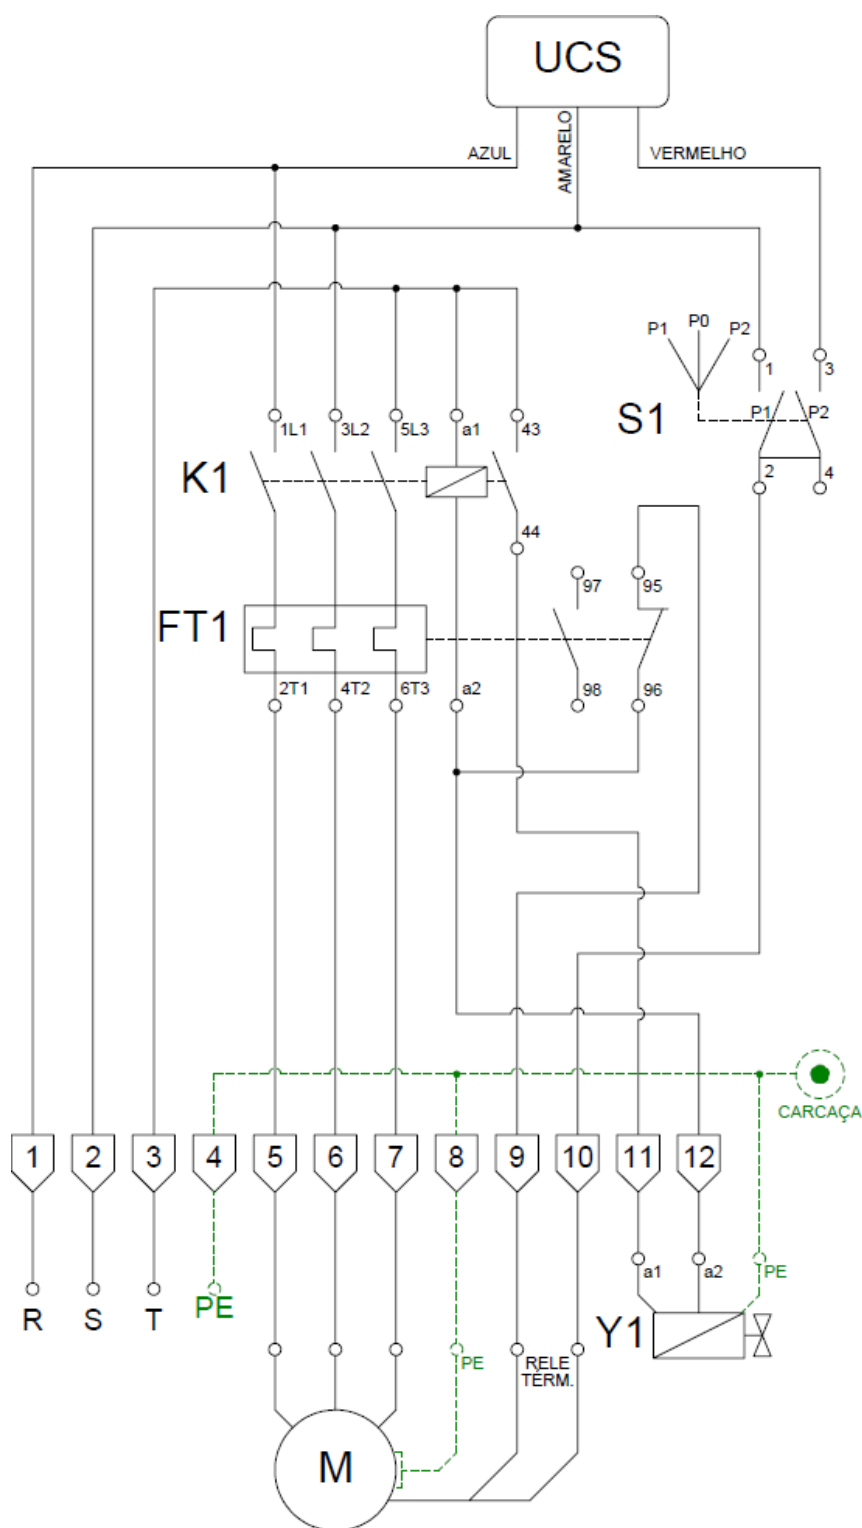 UCS
AZUL
AMARELO
VERMELHO
P1
P0
P2
1
3
S1
P1
P2
2
4
1L1
3L2
5L3
a1
43
K1
44
97
95
FT1
2T1
4T2
6T3
a2
98
96
CARCAÇA
1
2
3
4
5
6
7
8
9
10
11
12
a1
a2
PE
R
S
T
PE
Y1
PE
RELE
TÉRM.
M